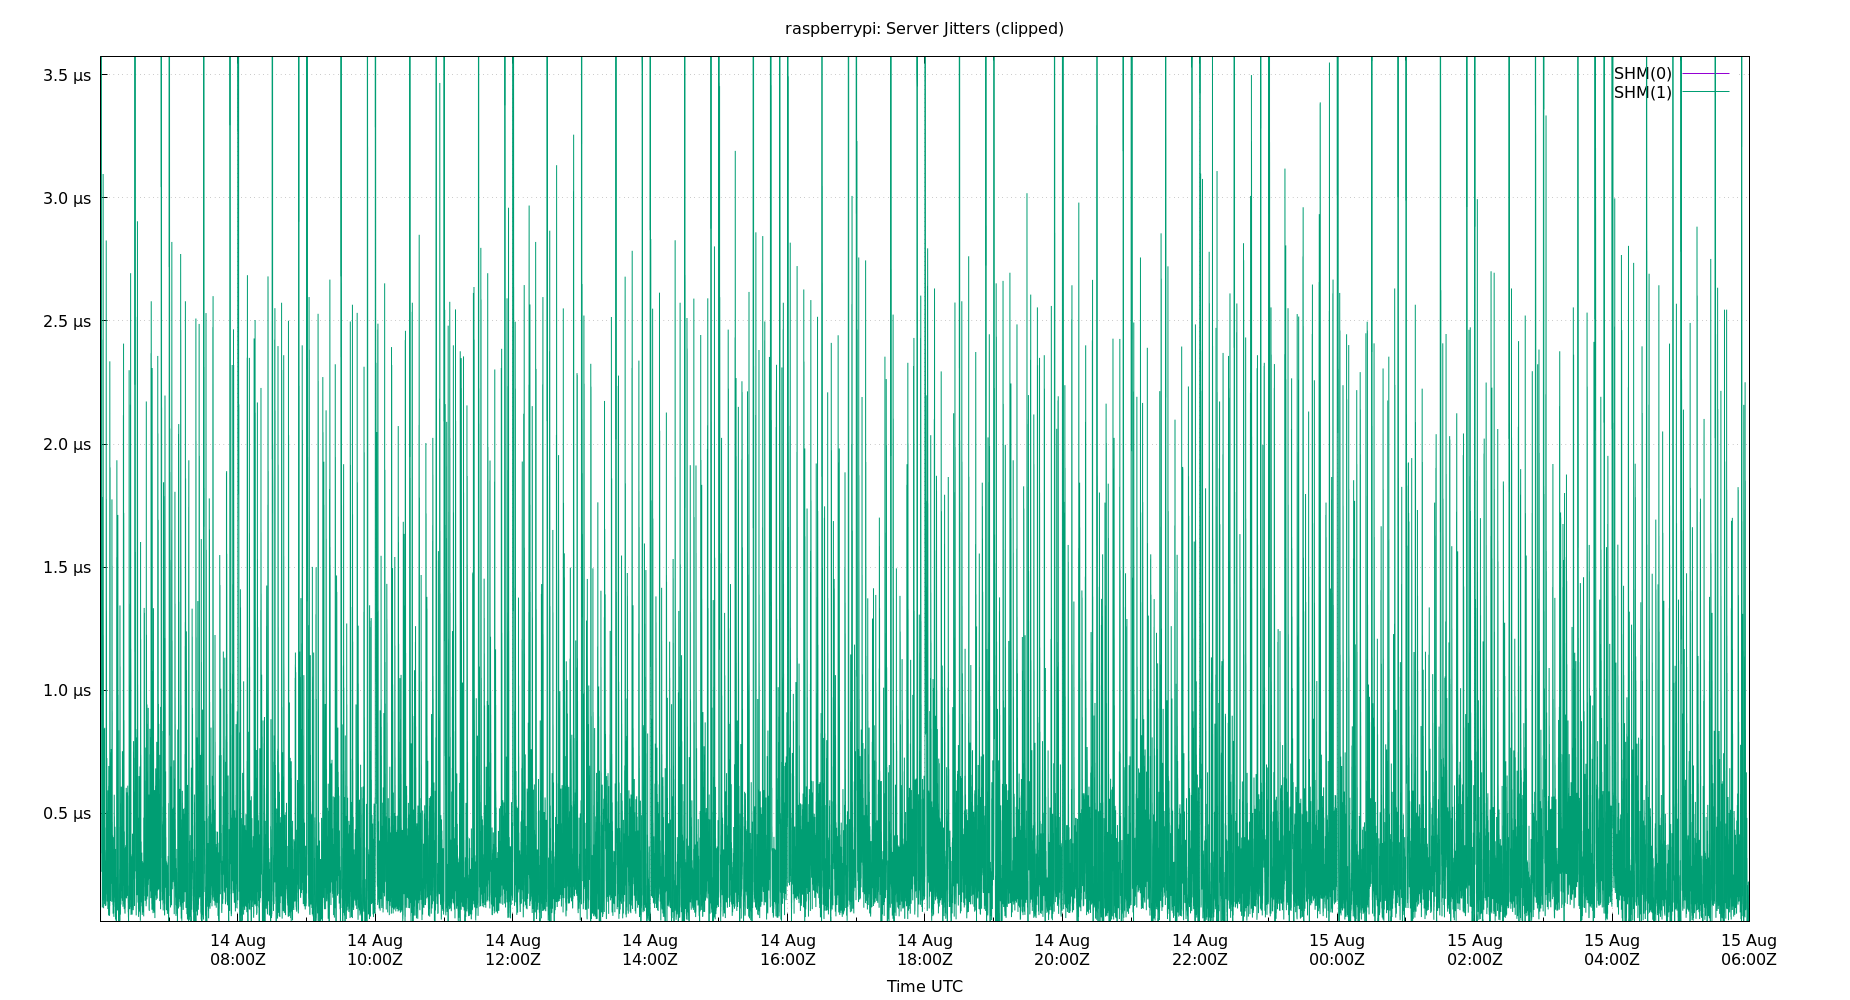 raspberrypi: Server Jitters (clipped)
3.5 µs
3.0 µs
2.5 µs
2.0 µs
1.5 µs
1.0 µs
0.5 µs
SHM(0)
SHM(1)
14 Aug 14 Aug 14 Aug 14 Aug 14 Aug 14 Aug 14 Aug 14 Aug 15 Aug 15 Aug 15 Aug 15 Aug
08:00Z 10:00Z 12:00Z 14:00Z 16:00Z 18:00Z 20:00Z 22:00Z 00:00Z 02:00Z 04:00Z 06:00Z
Time UTC